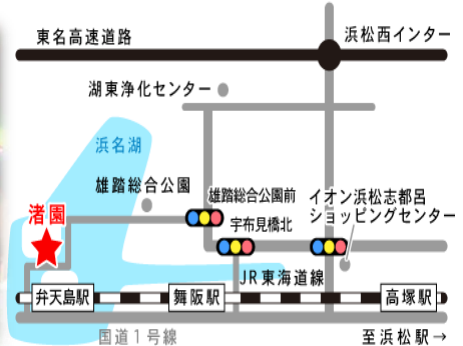 東名高速道路
浜松西インター
湖東浄化センター
浜名湖
雄踏総合公園
雄踏総合公園前
イオン浜松志都呂
ショッピングセンター
渚園
宇布見橋北
JR東海道線
弁天島駅
舞阪駅
高塚駅
国道1号線
至浜松駅→